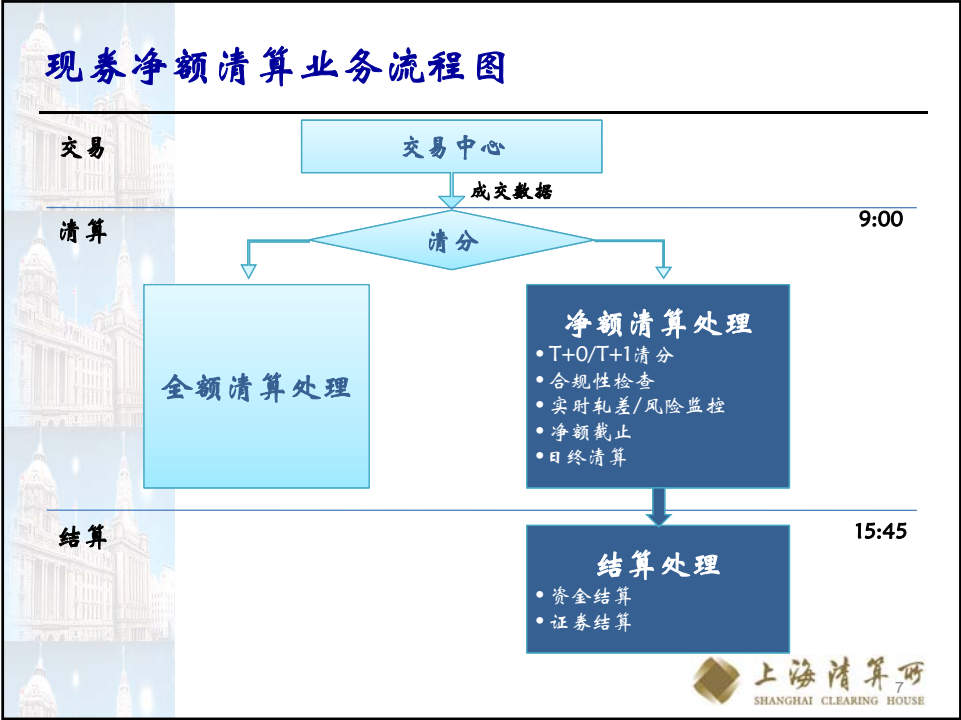 现券净额清算业务流程图
交易
交易中心
成交数据
9:00
清算
清分
全额清算处理
净额清算处理
•T+0/T+1清分
•合规性检查
•实时轧差/风险监控
•净额截止
•日终清算
15:45
结算
结算处理
•资金结算
•证券结算
上海清算所
SHANGHAI CLEARING HOUSE
7